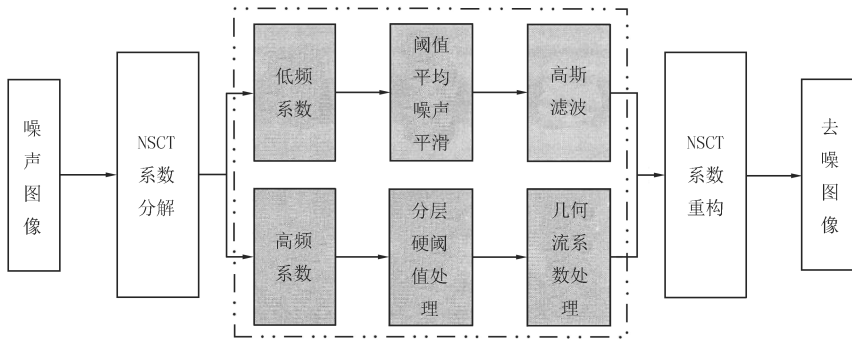 噪
声
图
像
NSCT
系数
分解
低频
系数
阈值
平均
噪声
平滑
高斯
滤波
高频
系数
分层
硬阈
值处
理
几何
流系
数处
理
NSCT
系数
重构
去
噪
图
像